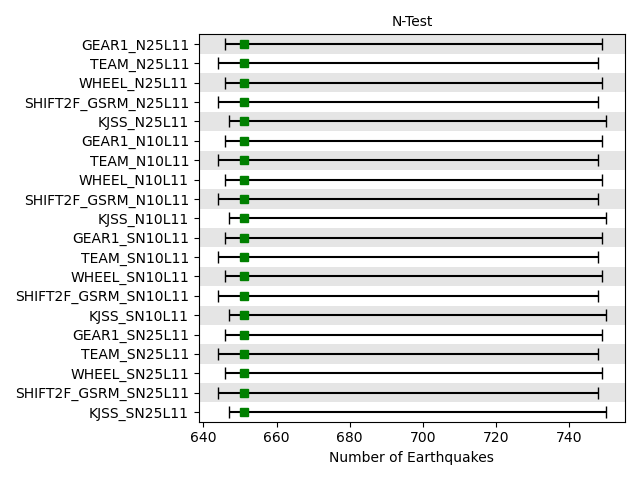 N-Test
GEAR1_N25L11
TEAM_N25L11
WHEEL_N25L11
SHIFT2F_GSRM_N25L11
KJSS_N25L11
GEAR1_N10L11
TEAM_N10L11
WHEEL_N10L11
SHIFT2F_GSRM_N10L11
KJSS_N10L11
GEAR1_SN10L11
TEAM_SN10L11
WHEEL_SN10L11
SHIFT2F_GSRM_SN10L11
KJSS_SN10L11
GEAR1_SN25L11
TEAM_SN25L11
WHEEL_SN25L11
SHIFT2F_GSRM_SN25L11
KJSS_SN25L11
640 660 680 700 720 740
Number of Earthquakes